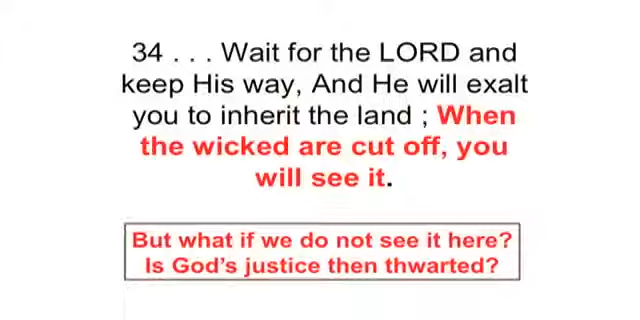 34 . . . Wait for the LORD and
keep His way, And He will exalt
you to inherit the land ; When
the wicked are cut off, you
will see it.
But what if we do not see it here?
Is God's justice then thwarted?